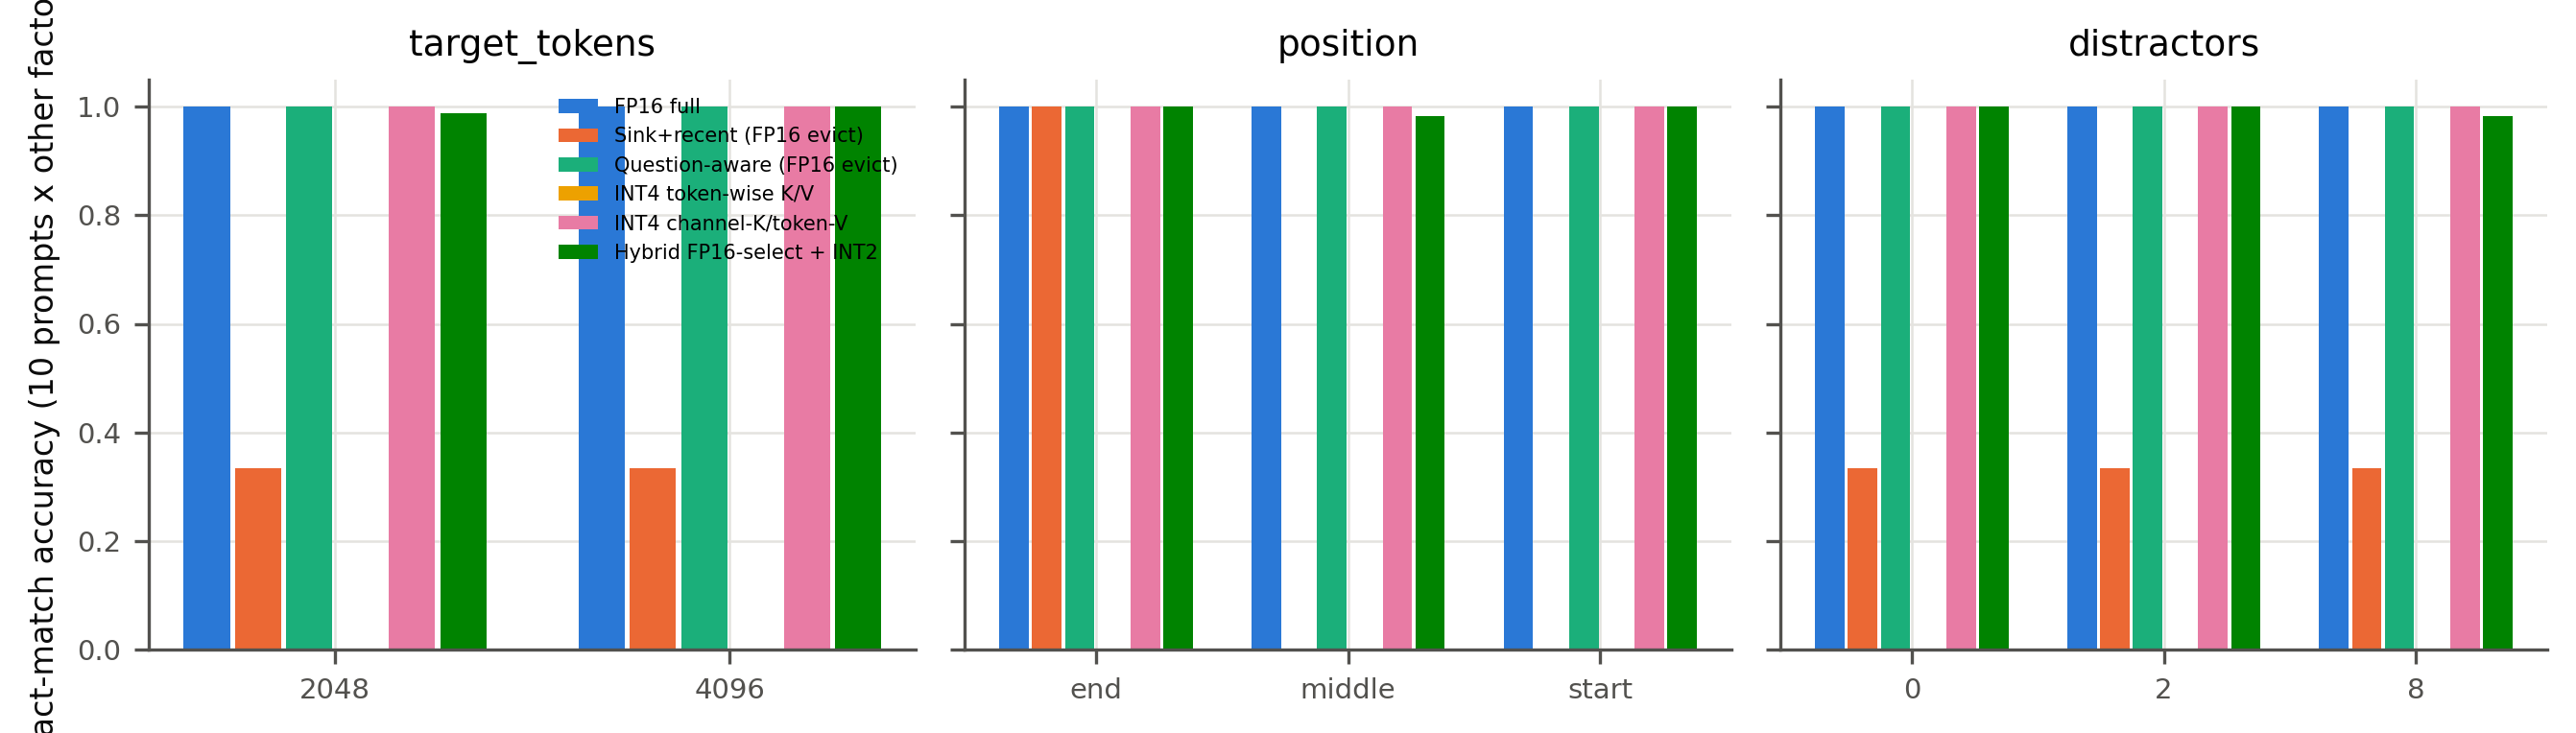 target_tokens
position
distractors
act-match accuracy (10 prompts x other facto
1.0
0.8
0.6
0.4
0.2
0.0
FP16 full
Sink+recent (FP16 evict)
Question-aware (FP16 evict)
INT4 token-wise K/V
INT4 channel-K/token-V
Hybrid FP16-select + INT2
2048
4096
end
middle
start
0
2
8